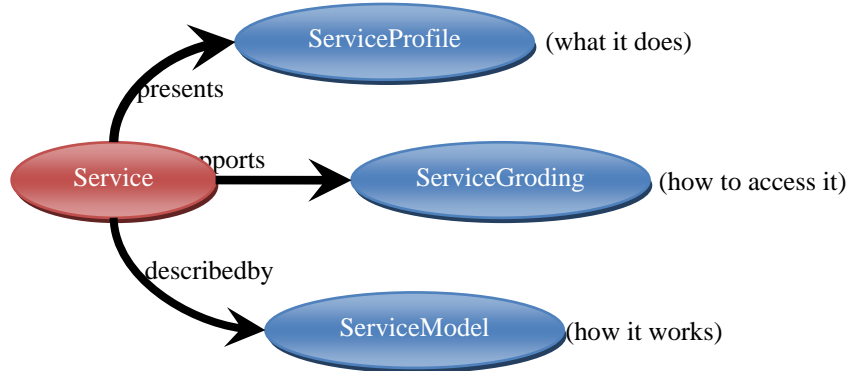 ServiceProfile (what it does)
presents
pports
Service
ServiceGroding (how to access it)
describedby
ServiceModel (how it works)